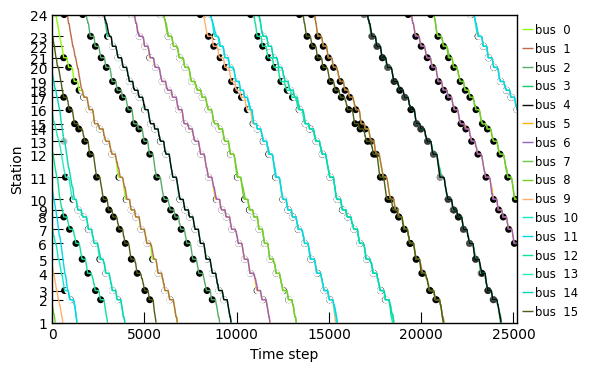 24
23
22
21
20
19
18
17
16
15
14
13
12
11
10
9
8
7
6
5
4
3
2
1
Station
0
5000
10000
15000
20000
25000
Time step
bus 0
bus 1
bus 2
bus 3
bus 4
bus 5
bus 6
bus 7
bus 8
bus 9
bus 10
bus 11
bus 12
bus 13
bus 14
bus 15